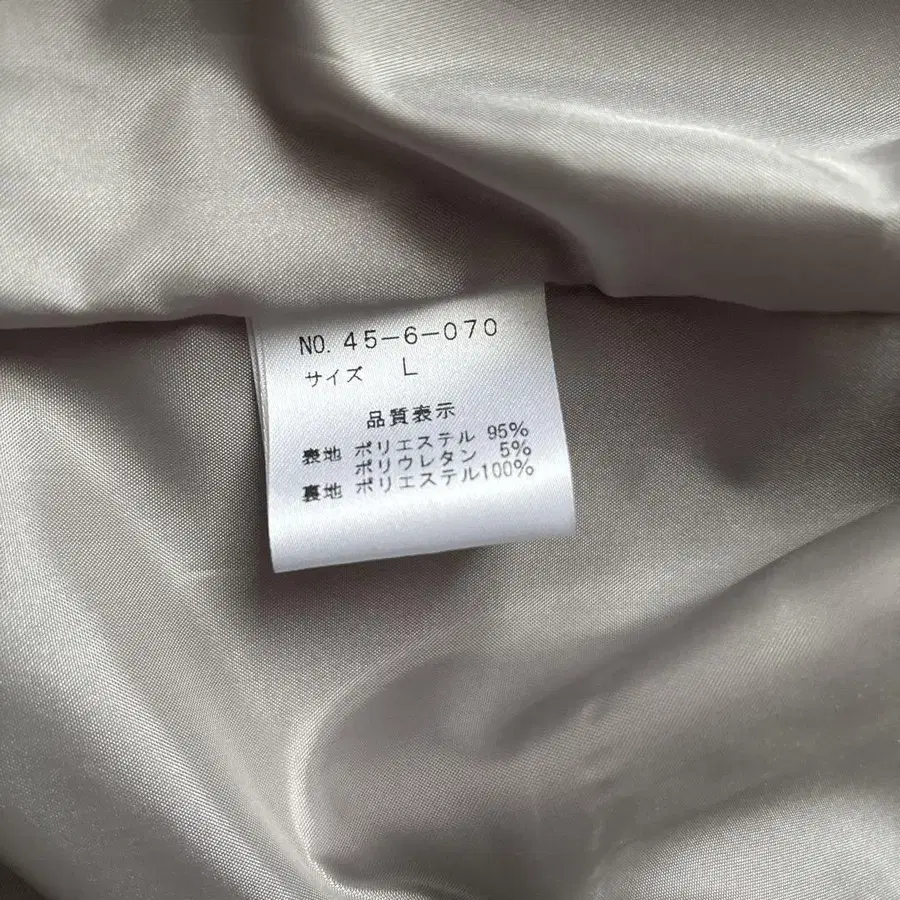 NO. 45-6-070
サイズ L
品質表示
表地 ポリエステル 95%
ポリウレタン 5%
裏地 ポリエステル100%